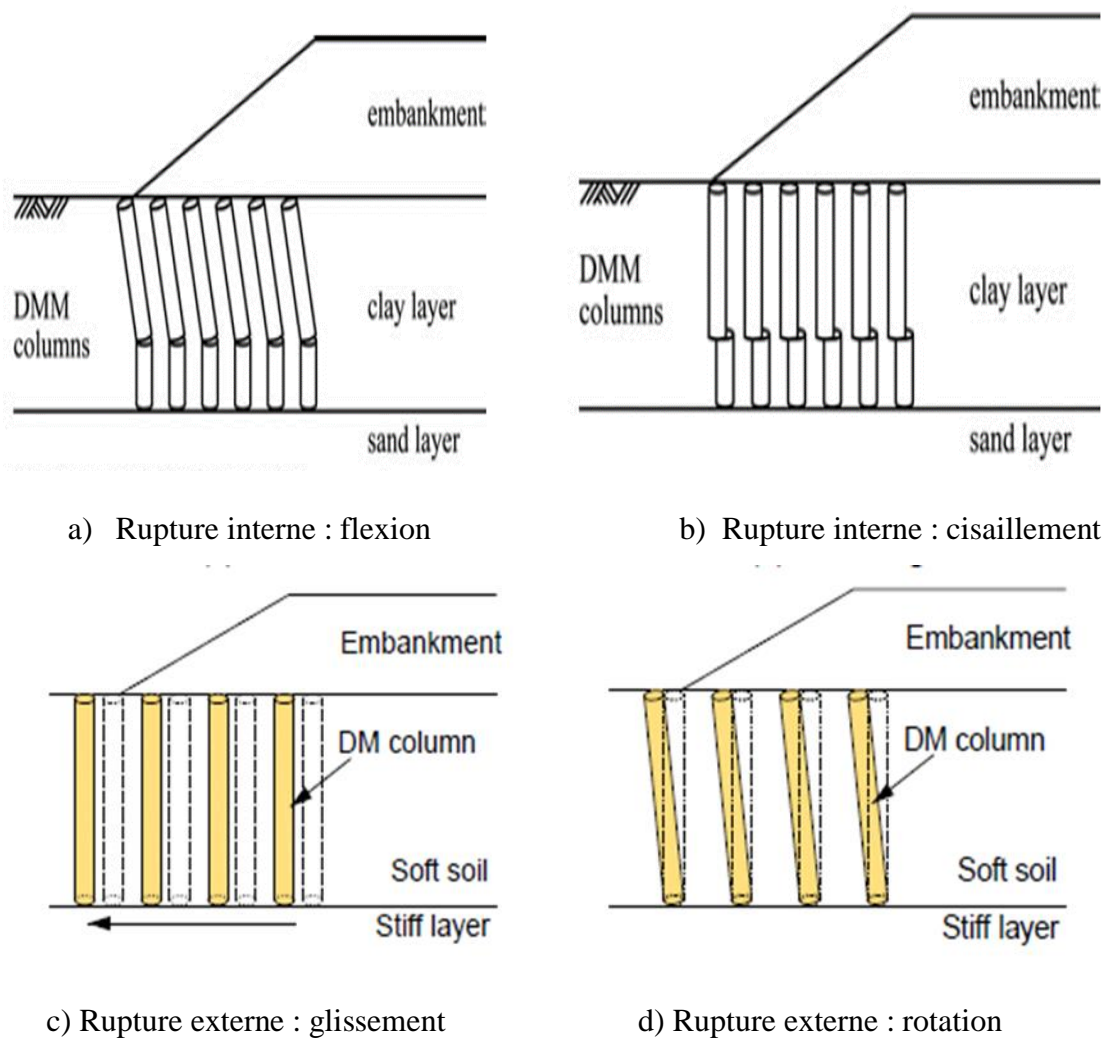 embankment
DMM
columns
clay layer
sand layer
a) Rupture interne : flexion
embankment
DMM
columns
clay layer
sand layer
b) Rupture interne : cisaillement
Embankment
DM column
Soft soil
Stiff layer
c) Rupture externe : glissement
Embankment
DM column
Soft soil
Stiff layer
d) Rupture externe : rotation